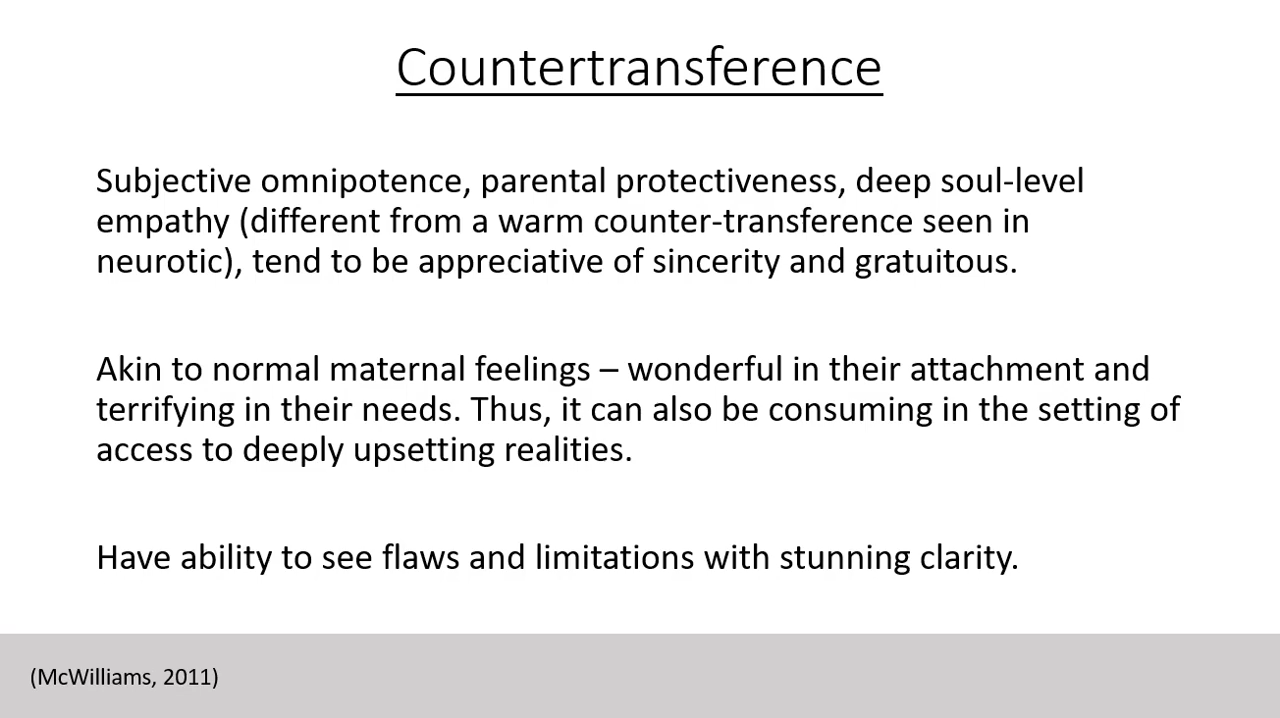 Countertransference
Subjective omnipotence, parental protectiveness, deep soul-level
empathy (different from a warm counter-transference seen in
neurotic), tend to be appreciative of sincerity and gratuitous.
Akin to normal maternal feelings – wonderful in their attachment and
terrifying in their needs. Thus, it can also be consuming in the setting of
access to deeply upsetting realities.
Have ability to see flaws and limitations with stunning clarity.
(McWilliams, 2011)